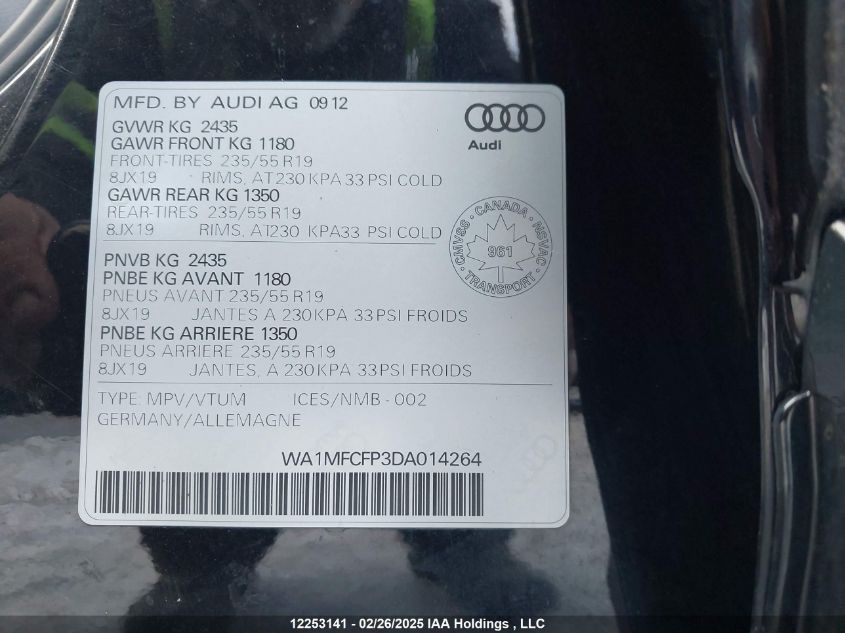 MFD. BY AUDI AG 0912
Audi
GVWR KG 2435
GAWR FRONT KG 1180
FRONT-TIRES 235/55 R19
8JX19 RIMS, AT 230 KPA 33 PSI COLD
GAWR REAR KG 1350
REAR-TIRES 235/55 R19
8JX19 RIMS, AT230 KPA33 PSI COLD
CANADA
CMVSS NSVAC
961
TRANSPORT
PNVB KG 2435
PNBE KG AVANT 1180
PNEUS AVANT 235/55 R19
8JX19 JANTES A 230 KPA 33 PSI FROIDS
PNBE KG ARRIERE 1350
PNEUS ARRIERE 235/55 R19
8JX19 JANTES, A 230 KPA 33 PSI FROIDS
TYPE: MPV/VTUM ICES/NMB - 002
GERMANY/ALLEMAGNE
WA1MFCFP3DA014264
12253141 - 02/26/2025 IAA Holdings , LLC